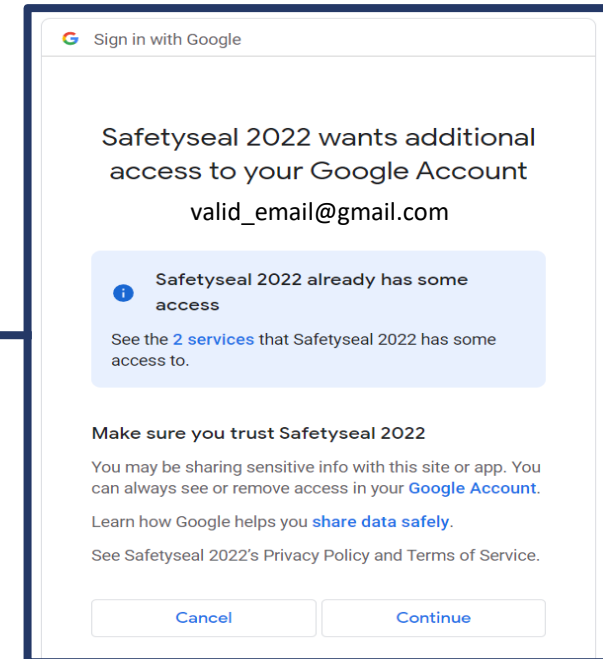 Sign in with Google
Safetyseal 2022 wants additional
access to your Google Account
valid_email@gmail.com
Safetyseal 2022 already has some
access
See the 2 services that Safetyseal 2022 has some
access to.
Make sure you trust Safetyseal 2022
You may be sharing sensitive info with this site or app. You
can always see or remove access in your Google Account.
Learn how Google helps you share data safely.
See Safetyseal 2022's Privacy Policy and Terms of Service.
Cancel
Continue